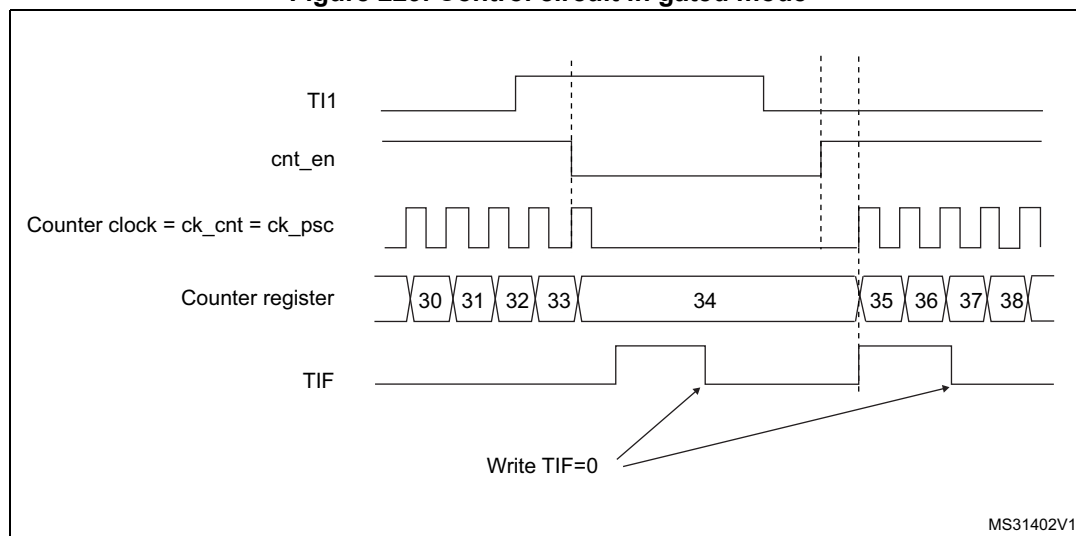 TI1
cnt_en
Counter clock = ck_cnt = ck_psc
Counter register
30 31 32 33 34 35 36 37 38
TIF
Write TIF=0
MS31402V1